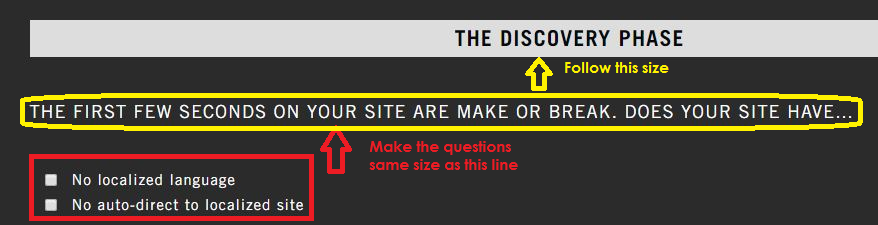 THE DISCOVERY PHASE
Follow this size
THE FIRST FEW SECONDS ON YOUR SITE ARE MAKE OR BREAK. DOES YOUR SITE HAVE...
Make the questions
same size as this line
No localized language
No auto-direct to localized site